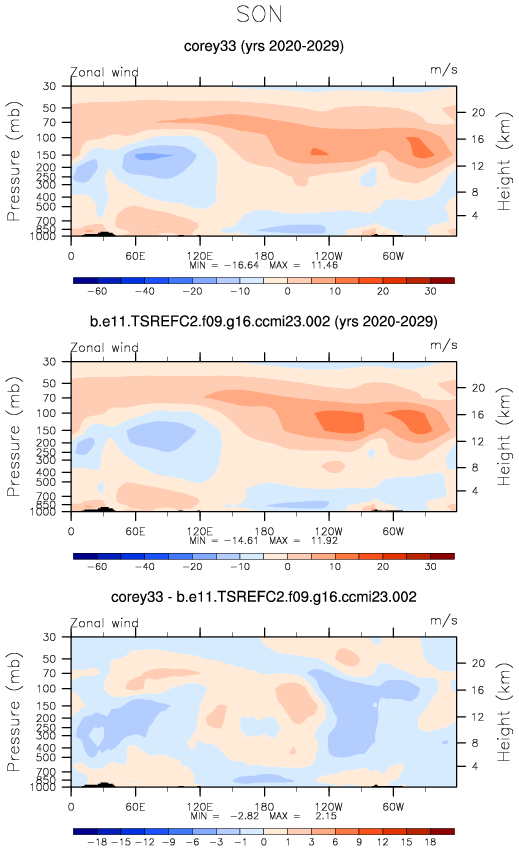 SON
corey33 (yrs 2020-2029)
Zonal wind m/s
Pressure (mb)
30
50
70
100
150
200
250
300
400
500
700
850
1000
20
16
12
8
4
Height (km)
0 60E 120E 180 120W 60W
MIN = -16.64 MAX = 11.46
-60 -40 -20 -10 0 10 20 30
b.e11.TSREFC2.f09.g16.ccmi23.002 (yrs 2020-2029)
Zonal wind m/s
Pressure (mb)
30
50
70
100
150
200
250
300
400
500
700
850
1000
20
16
12
8
4
Height (km)
0 60E 120E 180 120W 60W
MIN = -14.61 MAX = 11.92
-60 -40 -20 -10 0 10 20 30
corey33 - b.e11.TSREFC2.f09.g16.ccmi23.002
Zonal wind m/s
Pressure (mb)
30
50
70
100
150
200
250
300
400
500
700
850
1000
20
16
12
8
4
Height (km)
0 60E 120E 180 120W 60W
MIN = -2.82 MAX = 2.15
-18 -15 -12 -9 -6 -3 -1 0 1 3 6 9 12 15 18